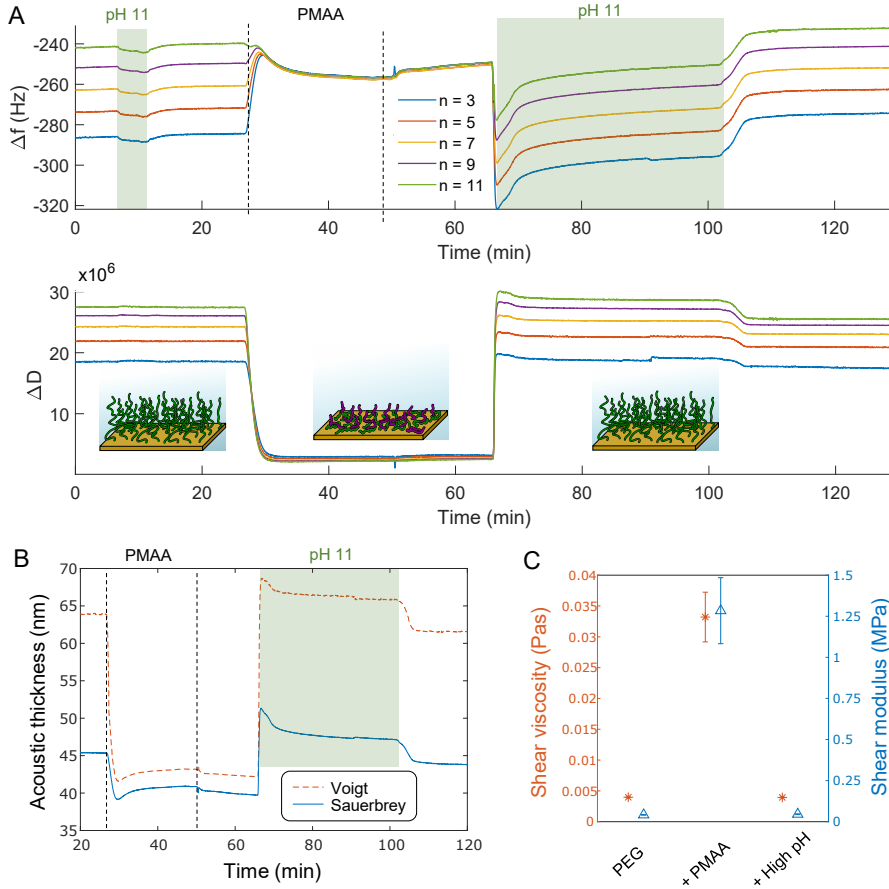 A
pH 11
PMAA
pH 11
Δf (Hz)
-240
-260
-280
-300
-320
n = 3
n = 5
n = 7
n = 9
n = 11
0
20
40
60
80
100
120
Time (min)
x10⁶
ΔD
30
20
10
0
20
40
60
80
100
120
Time (min)
B
PMAA
pH 11
Acoustic thickness (nm)
70
65
60
55
50
45
40
35
Voigt
Sauerbrey
20
40
60
80
100
120
Time (min)
C
Shear viscosity (Pas)
0.04
0.035
0.03
0.025
0.02
0.015
0.01
0.005
0
1.5
1.25
1
0.75
0.5
0.25
0
Shear modulus (MPa)
PEG
+ PMAA
+ High pH